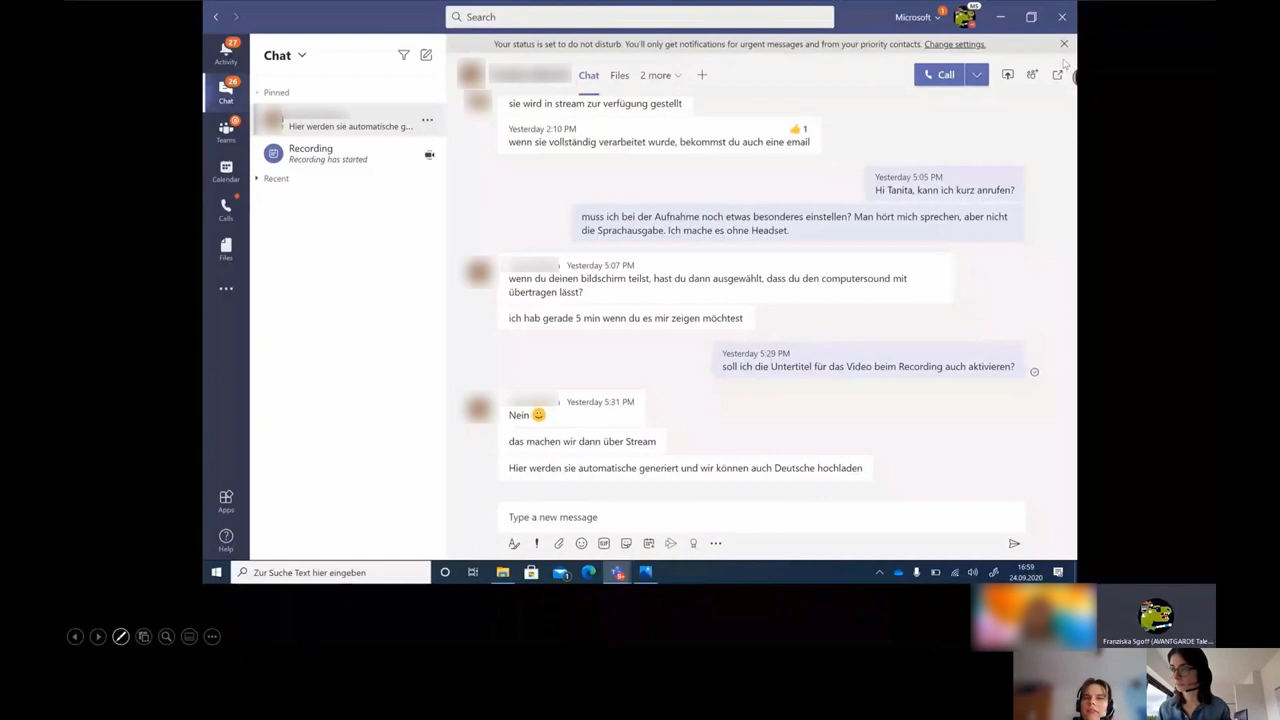 Search
Microsoft
MS
Your status is set to do not disturb. You'll only get notifications for urgent messages and from your priority contacts. Change settings.
27
Activity
26
Chat
Teams
Calendar
Calls
Files
Apps
Help
Chat
Pinned
Hier werden sie automatische g...
Recording
Recording has started
Recent
Chat
Files
2 more
Call
sie wird in stream zur verfügung gestellt
Yesterday 2:10 PM
1
wenn sie vollständig verarbeitet wurde, bekommst du auch eine email
Yesterday 5:05 PM
Hi Tanita, kann ich kurz anrufen?
muss ich bei der Aufnahme noch etwas besonderes einstellen? Man hört mich sprechen, aber nicht
die Sprachausgabe. Ich mache es ohne Headset.
Yesterday 5:07 PM
wenn du deinen bildschirm teilst, hast du dann ausgewählt, dass du den computersound mit
übertragen lässt?
ich hab gerade 5 min wenn du es mir zeigen möchtest
Yesterday 5:29 PM
soll ich die Untertitel für das Video beim Recording auch aktivieren?
Yesterday 5:31 PM
Nein
das machen wir dann über Stream
Hier werden sie automatische generiert und wir können auch Deutsche hochladen
Type a new message
GIF
Zur Suche Text hier eingeben
16:59
24.09.2020
Franziska Sgoff (AVANTGARDE Tale...